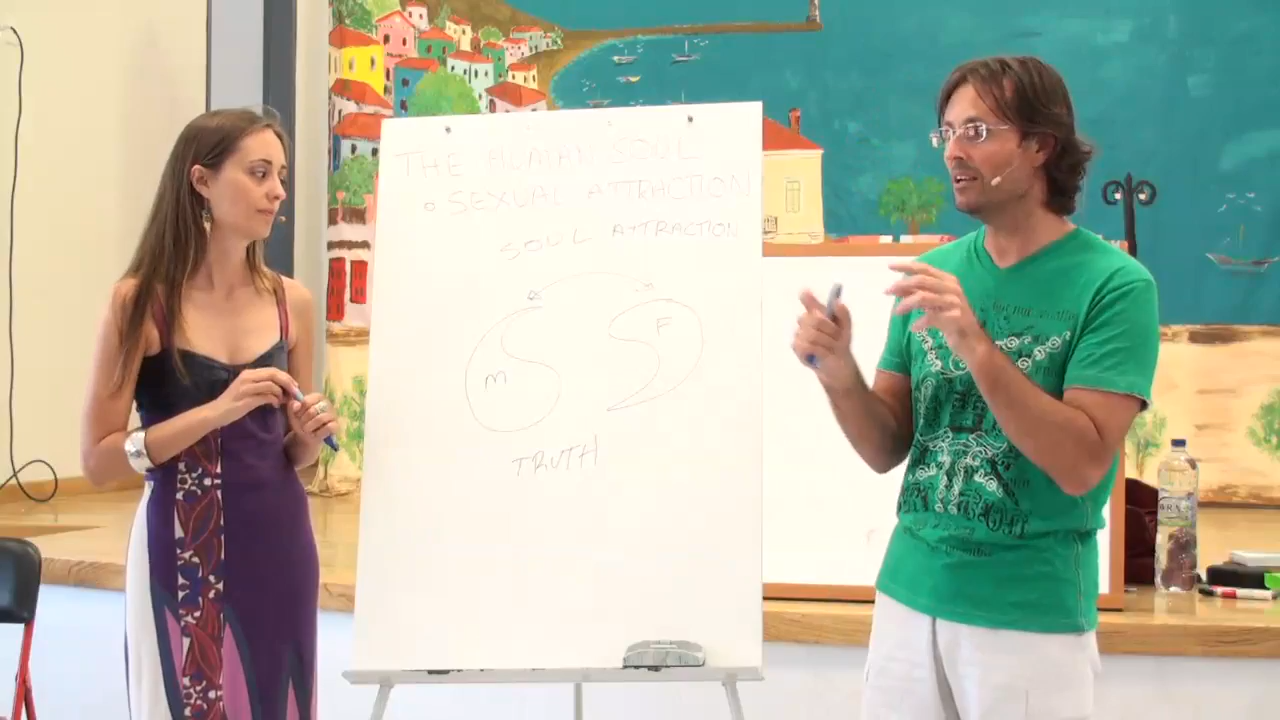 THE HUMAN SOUL
o SEXUAL ATTRACTION
SOUL ATTRACTION
M
F
TRUTH